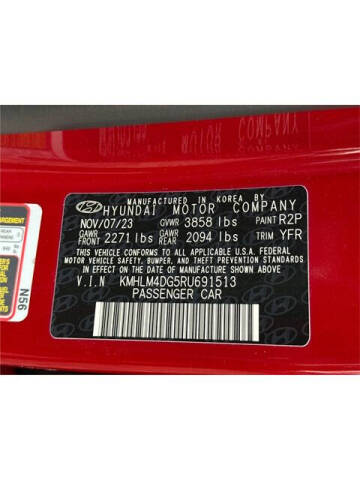 MANUFACTURED IN KOREA BY
HYUNDAI MOTOR COMPANY
NOV/07/23 GVWR 3858 lbs PAINT R2P
GAWR FRONT 2271 lbs GAWR REAR 2094 lbs TRIM YFR
THIS VEHICLE CONFORMS TO ALL APPLICABLE
U.S. FEDERAL MOTOR VEHICLE SAFETY, BUMPER,
AND THEFT PREVENTION STANDARDS IN EFFECT
ON THE DATE OF MANUFACTURE SHOWN ABOVE.
V.I.N KMHLM4DG5RU691513
PASSENGER CAR
N56